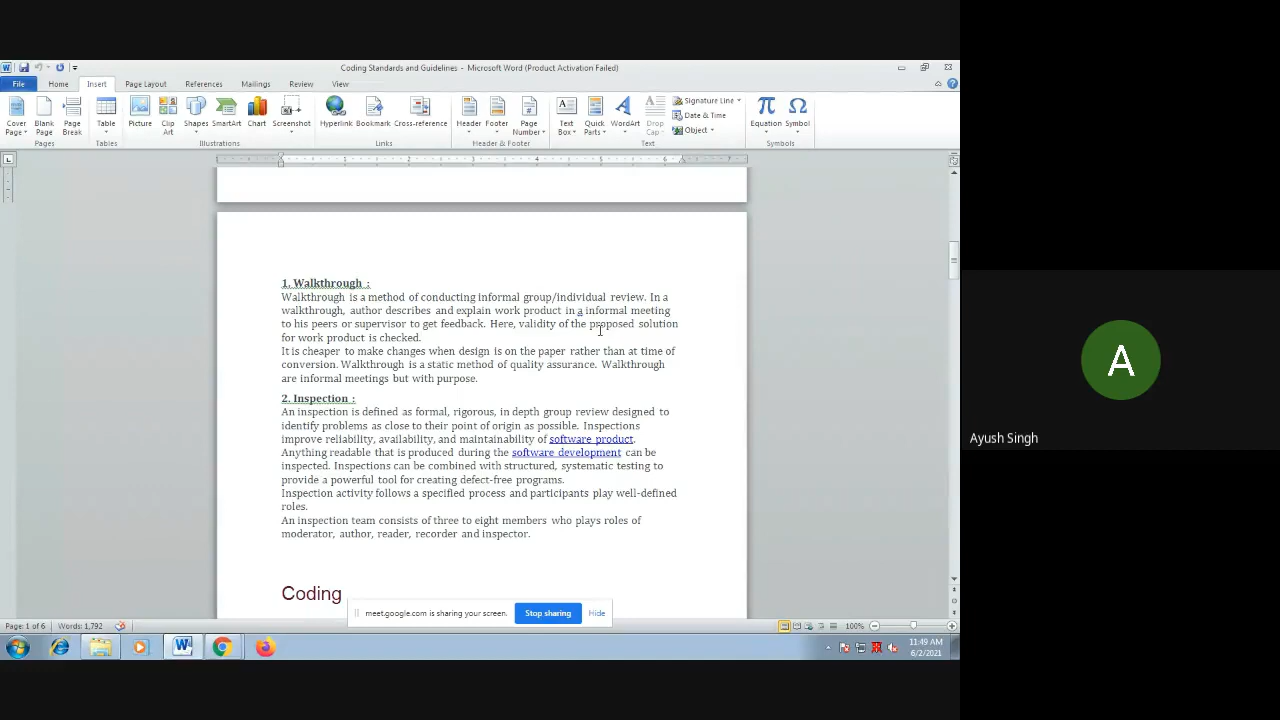 Coding Standards and Guidelines - Microsoft Word (Product Activation Failed)
File Home Insert Page Layout References Mailings Review View
Cover Page Blank Page Page Break Table Picture Clip Art Shapes SmartArt Chart Screenshot Hyperlink Bookmark Cross-reference Header Footer Page Number Text Box Quick Parts WordArt Drop Cap Signature Line Date & Time Object Equation Symbol
Pages Tables Illustrations Links Header & Footer Text Symbols
1 2 3 4 5 6 7
1. Walkthrough :
Walkthrough is a method of conducting informal group/individual review. In a
walkthrough, author describes and explain work product in a informal meeting
to his peers or supervisor to get feedback. Here, validity of the proposed solution
for work product is checked.
It is cheaper to make changes when design is on the paper rather than at time of
conversion. Walkthrough is a static method of quality assurance. Walkthrough
are informal meetings but with purpose.
2. Inspection :
An inspection is defined as formal, rigorous, in depth group review designed to
identify problems as close to their point of origin as possible. Inspections
improve reliability, availability, and maintainability of software product.
Anything readable that is produced during the software development can be
inspected. Inspections can be combined with structured, systematic testing to
provide a powerful tool for creating defect-free programs.
Inspection activity follows a specified process and participants play well-defined
roles.
An inspection team consists of three to eight members who plays roles of
moderator, author, reader, recorder and inspector.
Coding
meet.google.com is sharing your screen. Stop sharing Hide
Page: 1 of 6 Words: 1,792 100%
11:49 AM
6/2/2021
A
Ayush Singh